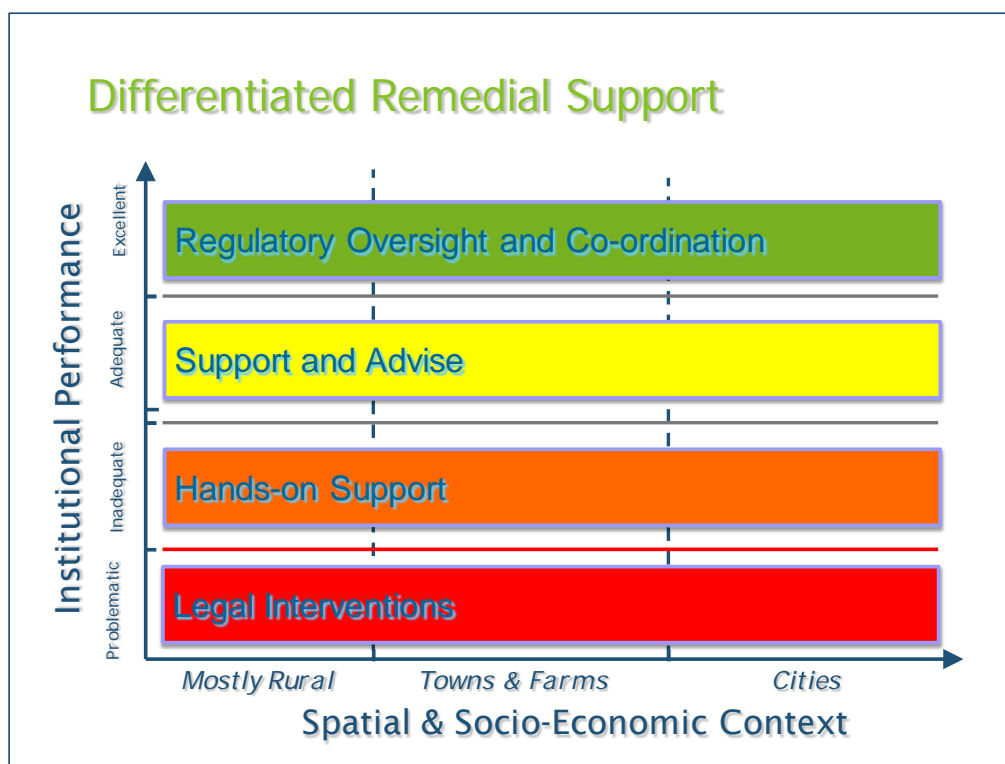 Differentiated Remedial Support
Institutional Performance
Excellent
Regulatory Oversight and Co-ordination
Adequate
Support and Advise
Inadequate
Hands-on Support
Problematic
Legal Interventions
Mostly Rural
Towns & Farms
Cities
Spatial & Socio-Economic Context